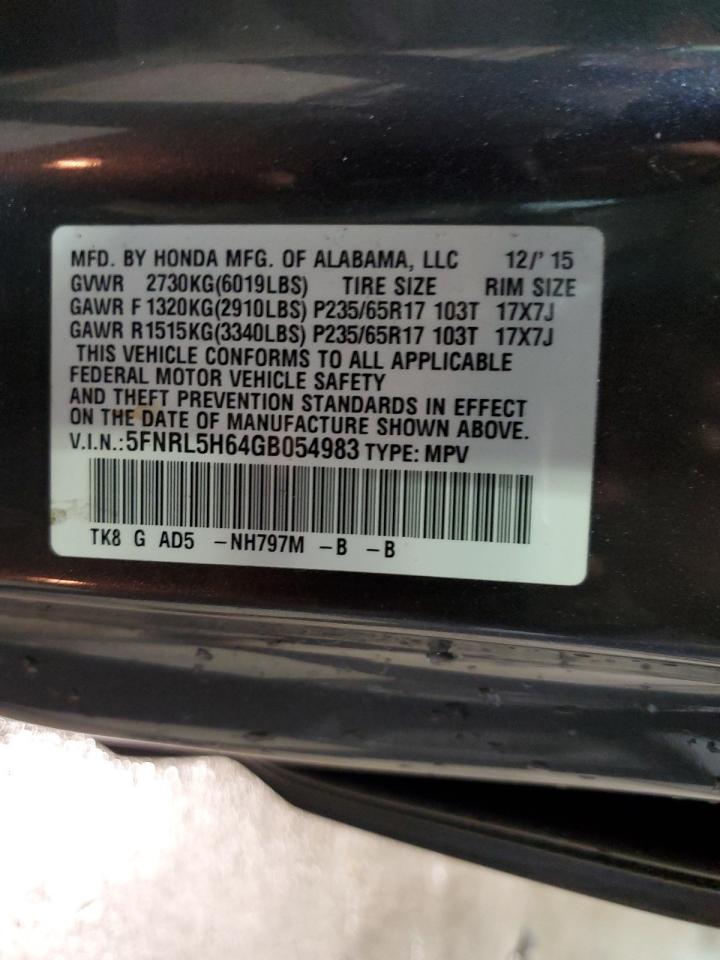 MFD. BY HONDA MFG. OF ALABAMA, LLC 12/' 15
GVWR 2730KG(6019LBS) TIRE SIZE RIM SIZE
GAWR F 1320KG(2910LBS) P235/65R17 103T 17X7J
GAWR R1515KG(3340LBS) P235/65R17 103T 17X7J
THIS VEHICLE CONFORMS TO ALL APPLICABLE
FEDERAL MOTOR VEHICLE SAFETY
AND THEFT PREVENTION STANDARDS IN EFFECT
ON THE DATE OF MANUFACTURE SHOWN ABOVE.
V.I.N.:5FNRL5H64GB054983 TYPE: MPV
TK8 G AD5 -NH797M -B -B